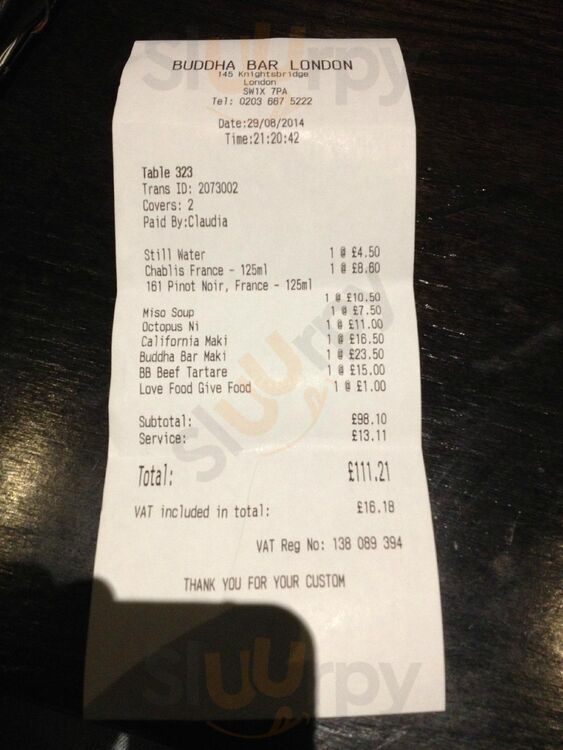 BUDDHA BAR LONDON
145 Knightsbridge
London
SW1X 7PA
Tel: 0203 667 5222
Date:29/08/2014
Time:21:20:42
Table 323
Trans ID: 2073002
Covers: 2
Paid By:Claudia
Still Water 1 @ £4.50
Chablis France - 125ml 1 @ £8.60
161 Pinot Noir, France - 125ml
1 @ £10.50
Miso Soup 1 @ £7.50
Octopus Ni 1 @ £11.00
California Maki 1 @ £16.50
Buddha Bar Maki 1 @ £23.50
BB Beef Tartare 1 @ £15.00
Love Food Give Food 1 @ £1.00
Subtotal: £98.10
Service: £13.11
Total: £111.21
VAT included in total: £16.18
VAT Reg No: 138 089 394
THANK YOU FOR YOUR CUSTOM
Sluurpy
Sluurpy
Sluurpy